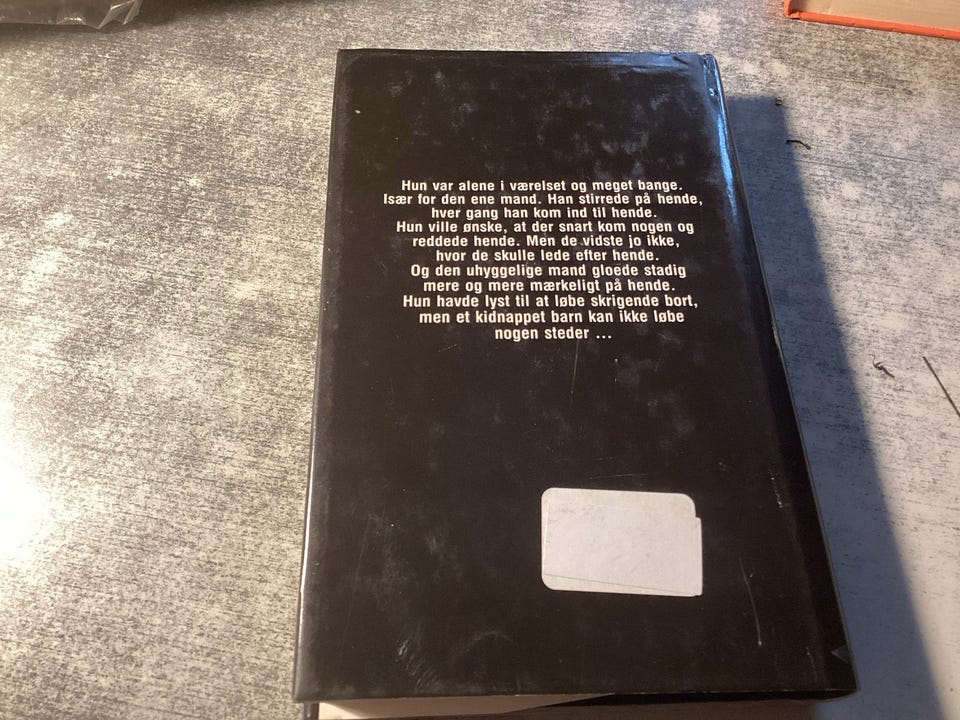 Hun var alene i værelset og meget bange.
Især for den ene mand. Han stirrede på hende,
hver gang han kom ind til hende.
Hun ville ønske, at der snart kom nogen og
reddede hende. Men de vidste jo ikke,
hvor de skulle lede efter hende.
Og den uhyggelige mand gloede stadig
mere og mere mærkeligt på hende.
Hun havde lyst til at løbe skrigende bort,
men et kidnappet barn kan ikke løbe
nogen steder ...